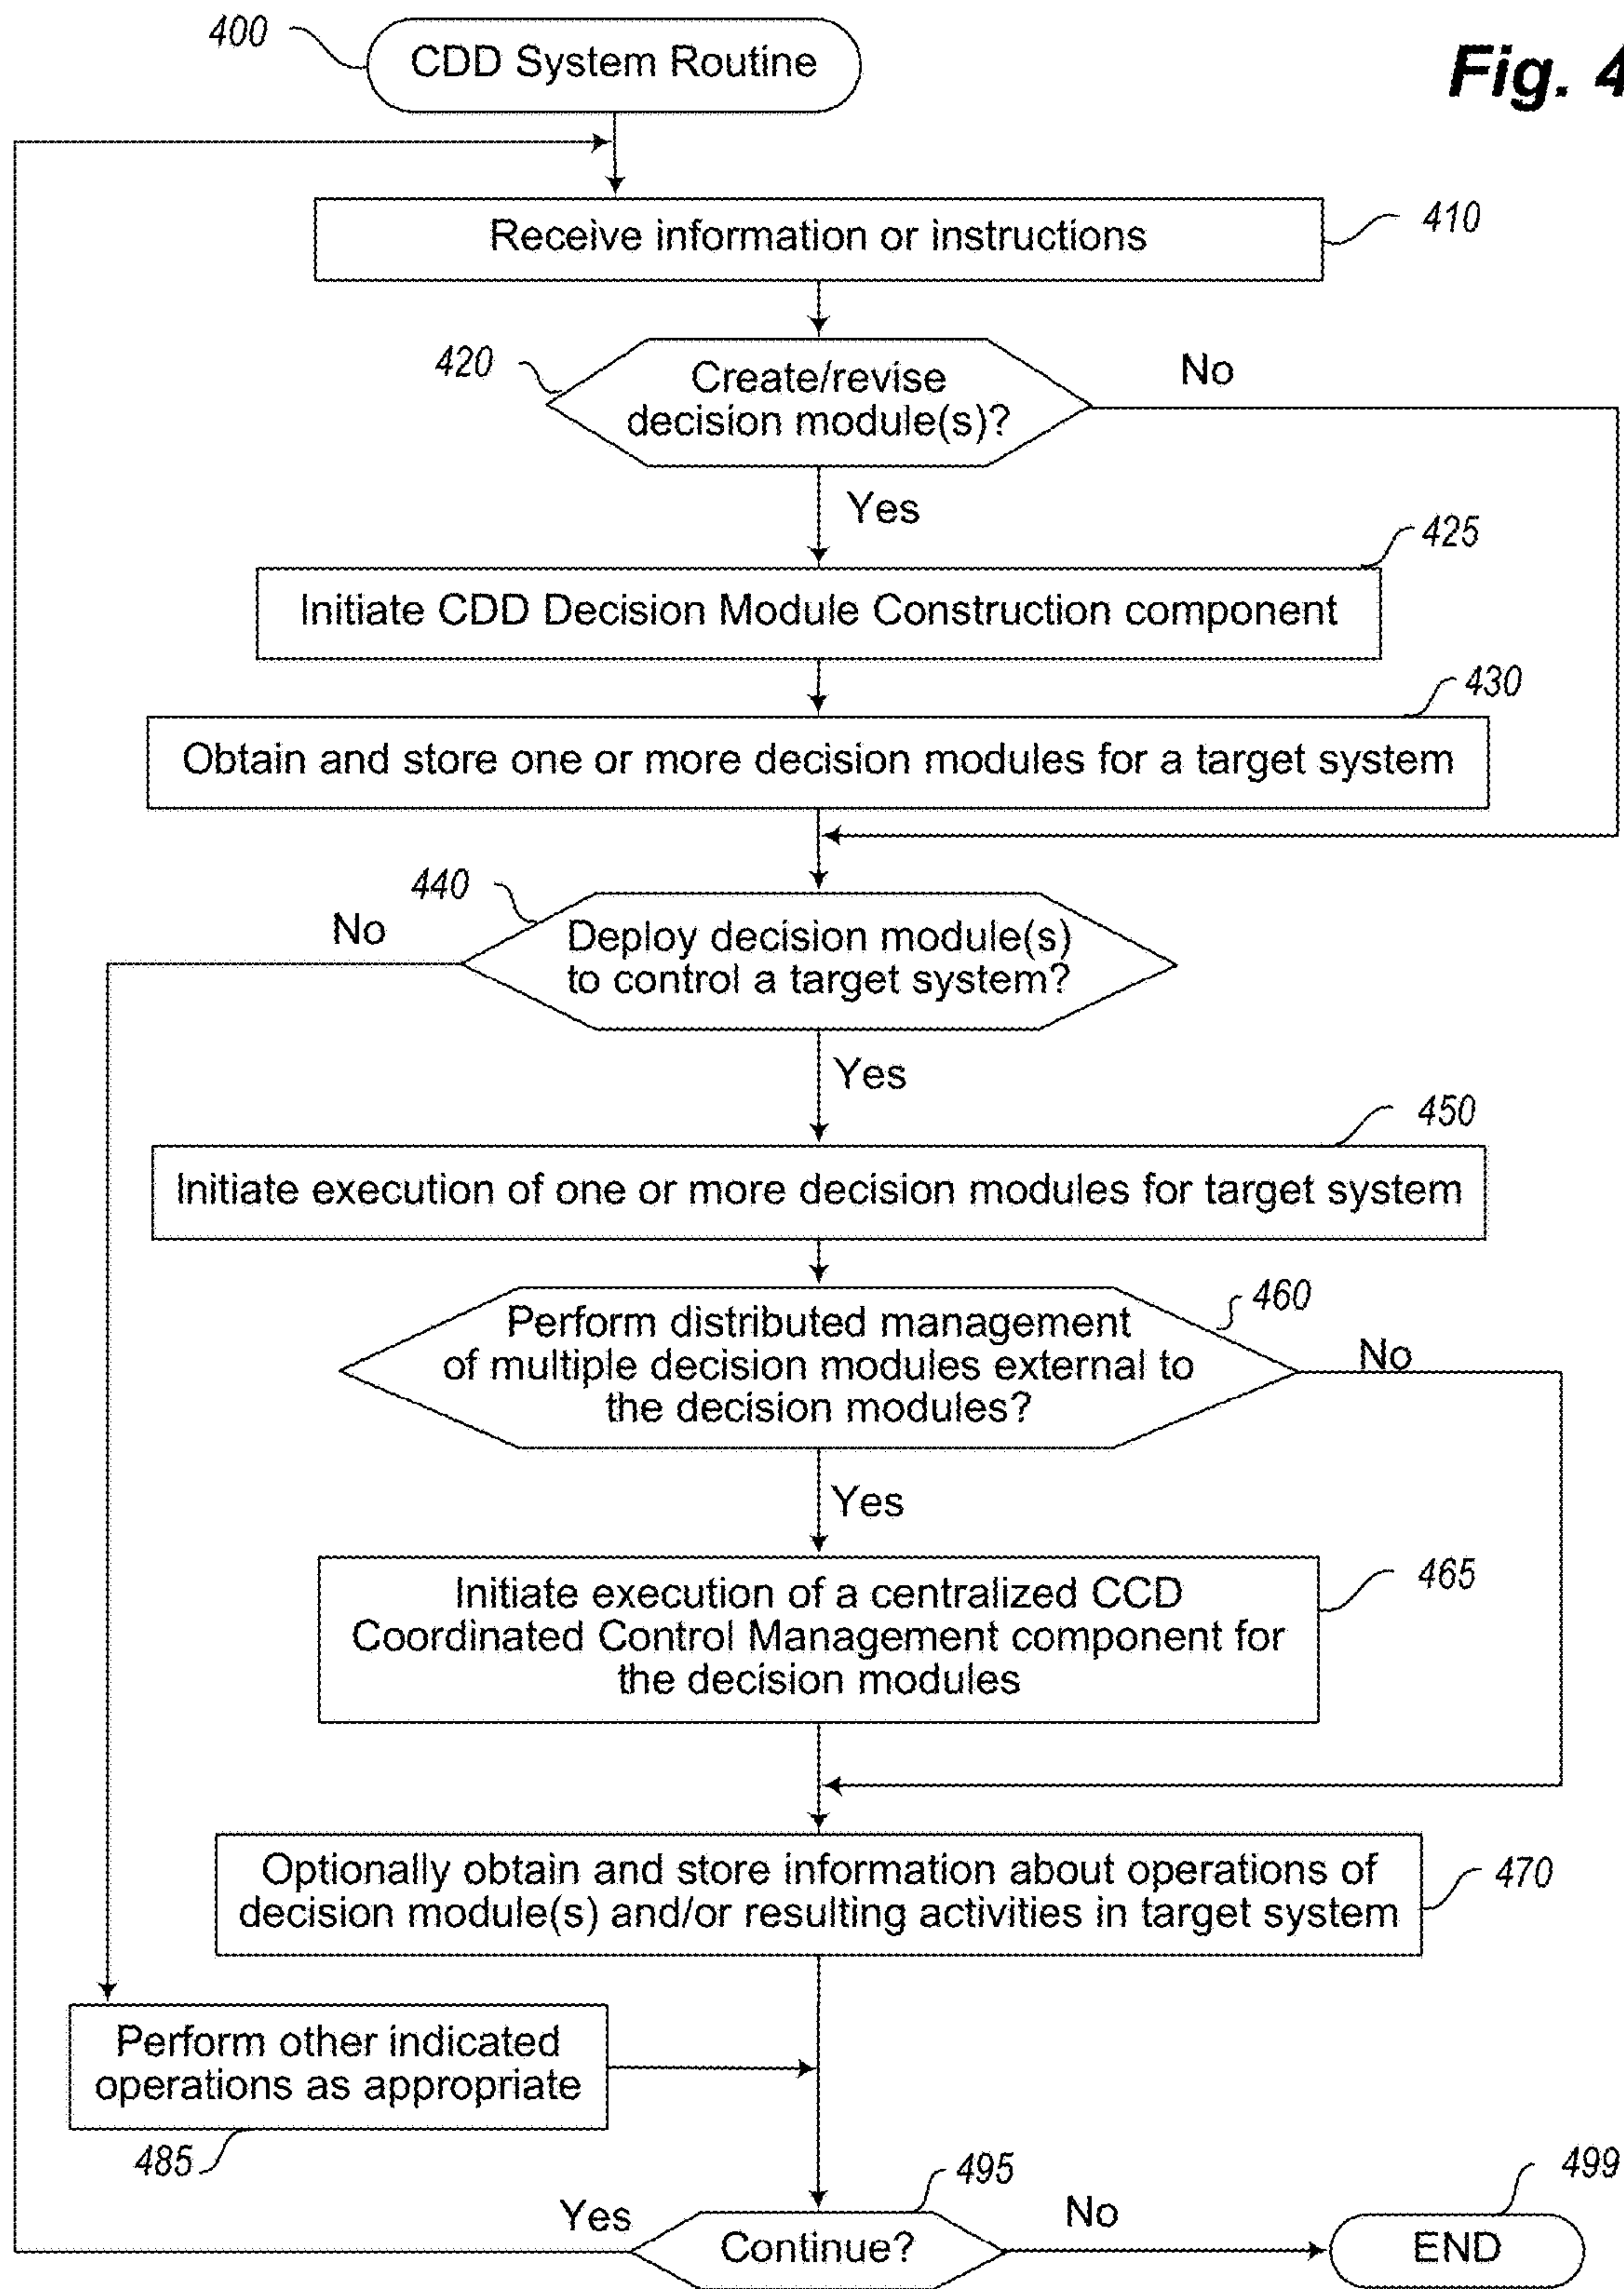 400
CDD System Routine
Fig. 4
Receive information or instructions
410
420
Create/revise
decision module(s)?
No
Yes
425
Initiate CDD Decision Module Construction component
430
Obtain and store one or more decision modules for a target system
440
No
Deploy decision module(s)
to control a target system?
Yes
450
Initiate execution of one or more decision modules for target system
460
Perform distributed management
of multiple decision modules external to
the decision modules?
No
Yes
465
Initiate execution of a centralized CCD
Coordinated Control Management component for
the decision modules
Optionally obtain and store information about operations of
decision module(s) and/or resulting activities in target system
470
Perform other indicated
operations as appropriate
485
495
499
Yes
Continue?
No
END